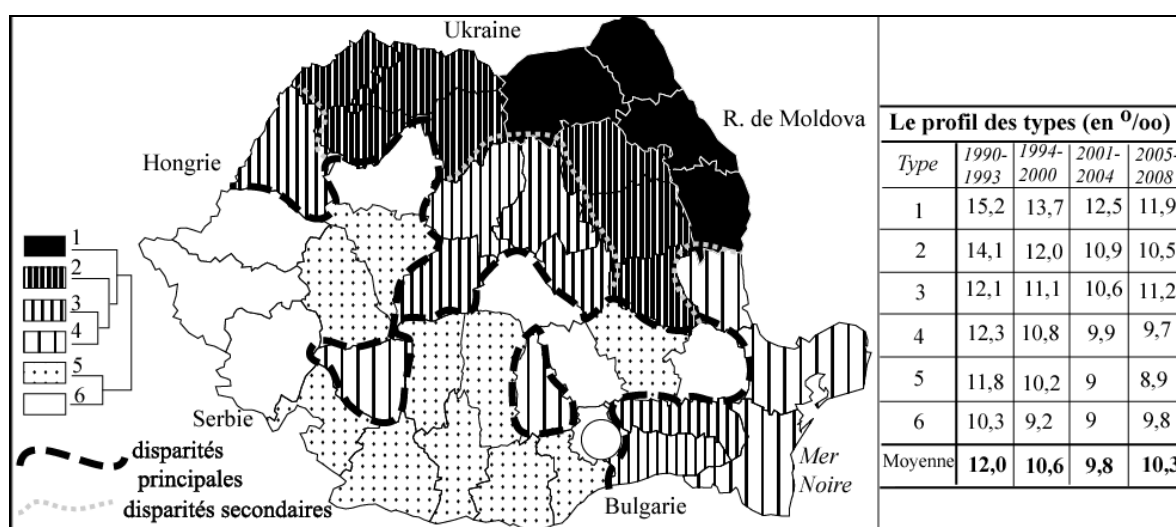 Ukraine
R. de Moldova
Hongrie
1
2
3
4
5
6
Serbie
disparités
principales
disparités secondaires
Bulgarie
Mer
Noire
Le profil des types (en ⁰/oo)
Type 1990-1993 1994-2000 2001-2004 2005-2008
1 15,2 13,7 12,5 11,9
2 14,1 12,0 10,9 10,5
3 12,1 11,1 10,6 11,2
4 12,3 10,8 9,9 9,7
5 11,8 10,2 9 8,9
6 10,3 9,2 9 9,8
Moyenne 12,0 10,6 9,8 10,3